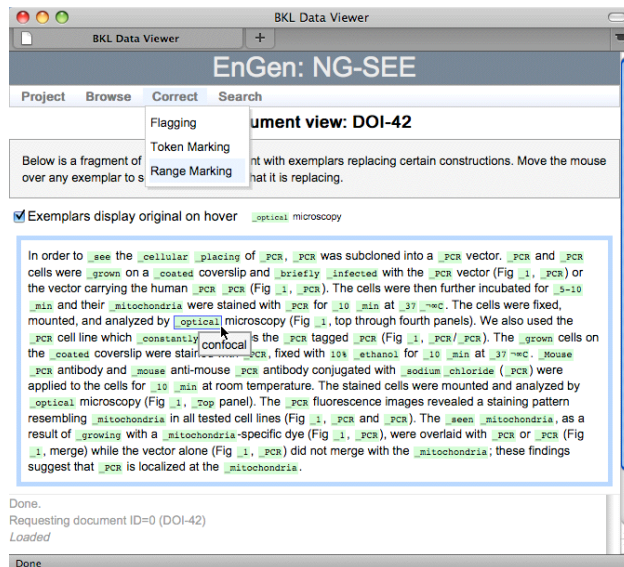 BKL Data Viewer
BKL Data Viewer +
EnGen: NG-SEE
Project Browse Correct Search
Flagging
Token Marking
Range Marking
ument view: DOI-42
Below is a fragment of nt with exemplars replacing certain constructions. Move the mouse
over any exemplar to s hat it is replacing.
Exemplars display original on hover _optical microscopy
In order to _see the _cellular _placing of _PCR, _PCR was subcloned into a _PCR vector. _PCR and _PCR
cells were _grown on a _coated coverslip and _briefly _infected with the _PCR vector (Fig _1, _PCR) or
the vector carrying the human _PCR _PCR (Fig _1, _PCR). The cells were then further incubated for _5-10
_min and their _mitochondria were stained with _PCR for _10 _min at _37 ¬∞C. The cells were fixed,
mounted, and analyzed by _optical microscopy (Fig _1, top through fourth panels). We also used the
_PCR cell line which _constantly es the _PCR tagged _PCR (Fig _1, _PCR/_PCR). The _grown cells on
confocal
the _coated coverslip were stained with _PCR, fixed with 10% _ethanol for _10 _min at _37 ¬∞C. _Mouse
_PCR antibody and _mouse anti-mouse _PCR antibody conjugated with _sodium _chloride (_PCR) were
applied to the cells for _10 _min at room temperature. The stained cells were mounted and analyzed by
_optical microscopy (Fig _1, _Top panel). The _PCR fluorescence images revealed a staining pattern
resembling _mitochondria in all tested cell lines (Fig _1, _PCR and _PCR). The _seen _mitochondria, as a
result of _growing with a _mitochondria-specific dye (Fig _1, _PCR), were overlaid with _PCR or _PCR (Fig
_1, merge) while the vector alone (Fig _1, _PCR) did not merge with the _mitochondria; these findings
suggest that _PCR is localized at the _mitochondria.
Done.
Requesting document ID=0 (DOI-42)
Loaded
Done